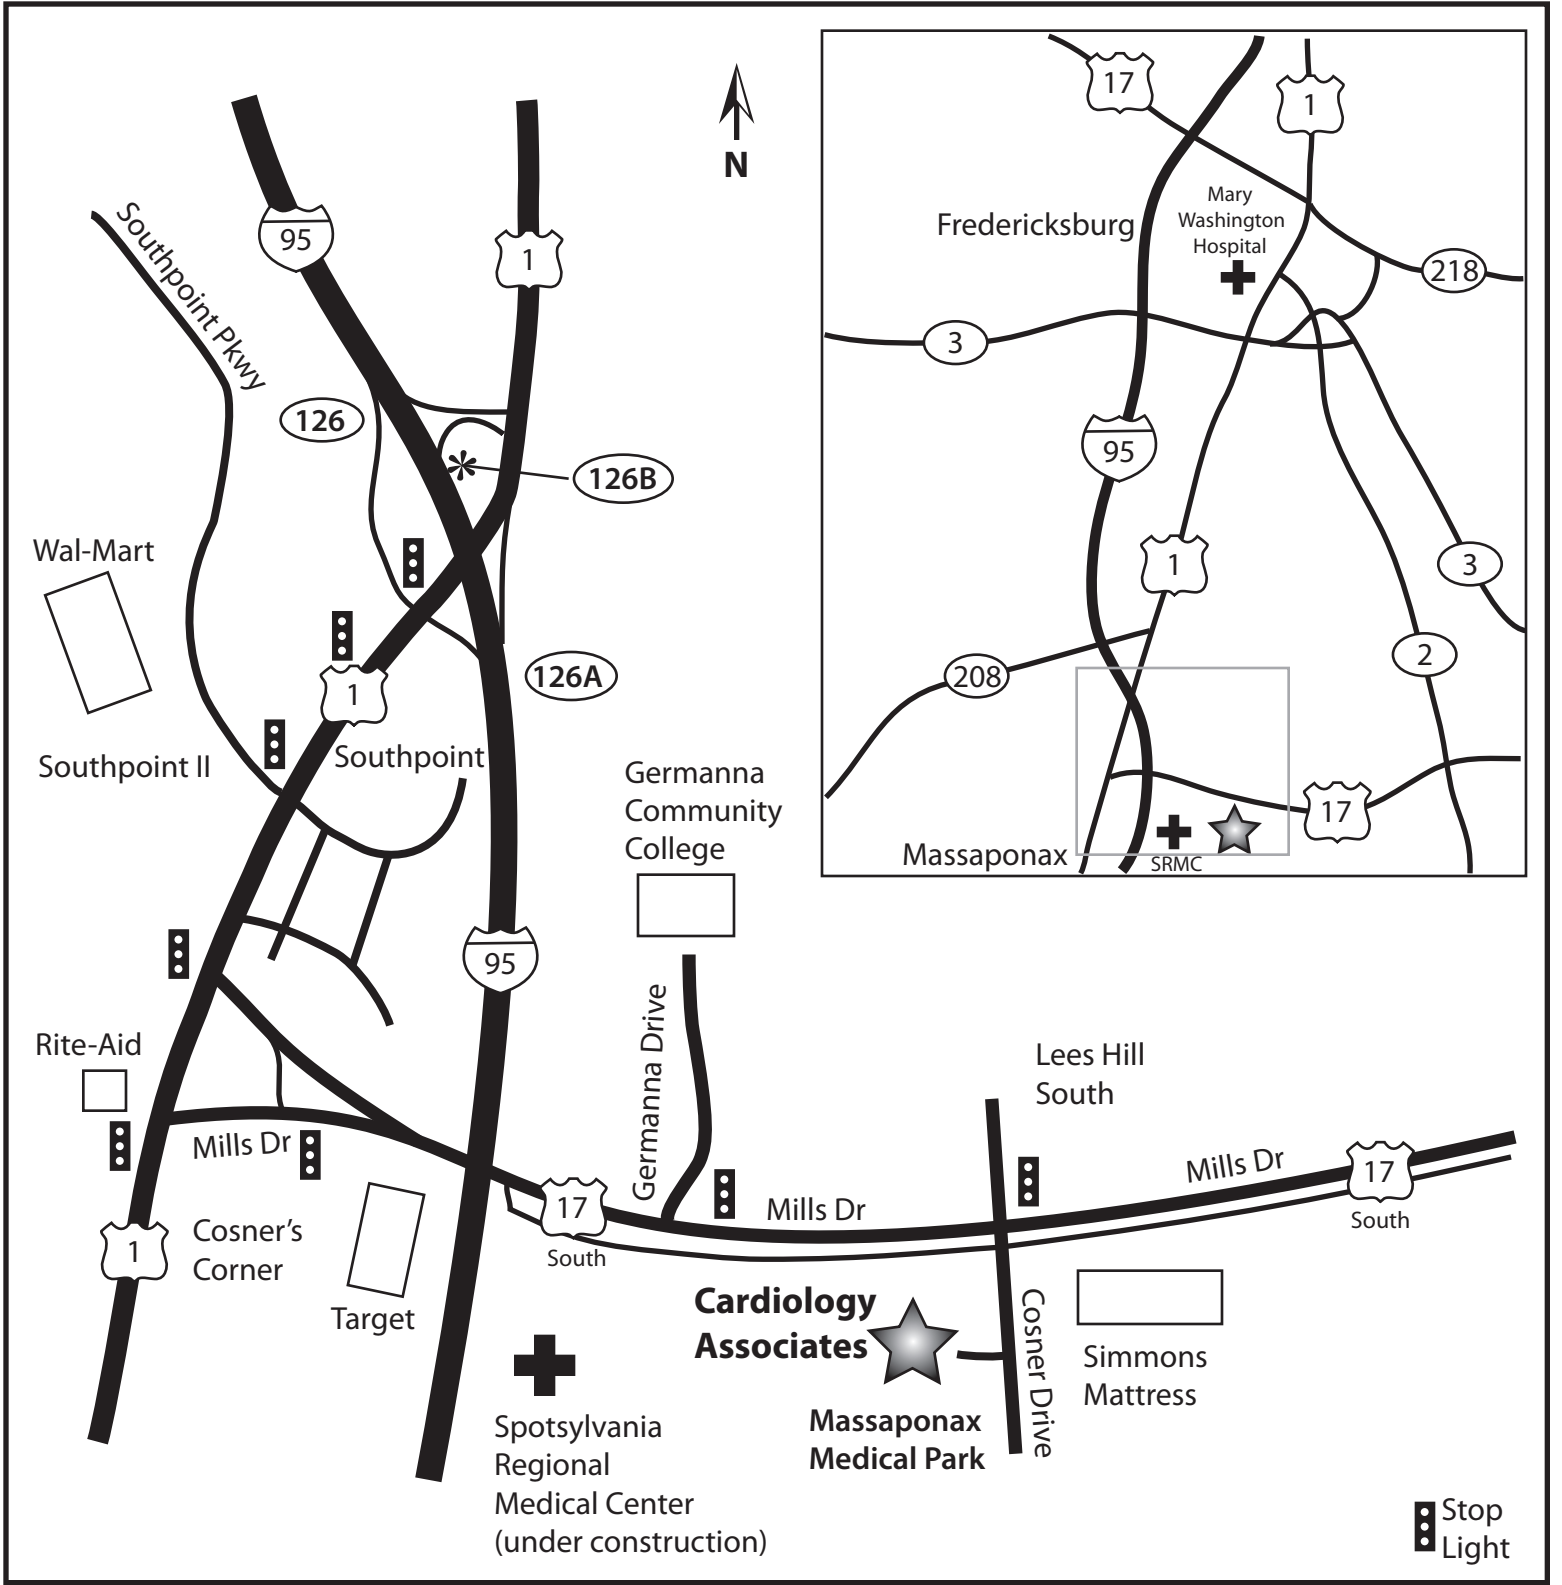 95
1
N
Southpoint Pkwy
126
126B
Wal-Mart
126A
1
Southpoint II
Southpoint
95
Germanna
Community
College
Germanna Drive
Rite-Aid
Mills Dr
Lees Hill
South
1
Cosner's
Corner
Target
17
South
Mills Dr
Mills Dr
17
South
Cardiology
Associates
Massaponax
Medical Park
Cosner Drive
Simmons
Mattress
Spotsylvania
Regional
Medical Center
(under construction)
Stop
Light
17
1
Fredericksburg
Mary
Washington
Hospital
218
3
95
1
3
208
2
17
Massaponax
SRMC